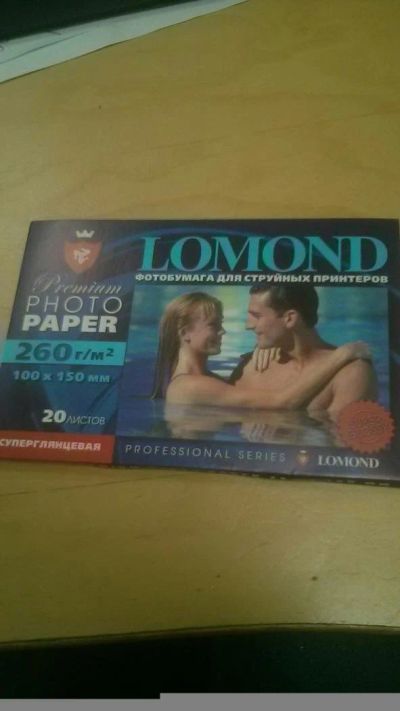 LOMOND
ФОТОБУМАГА ДЛЯ СТРУЙНЫХ ПРИНТЕРОВ
Premium
PHOTO
PAPER
260 г/м²
100 х 150 мм
20 ЛИСТОВ
СУПЕРГЛЯНЦЕВАЯ
PROFESSIONAL SERIES
LOMOND